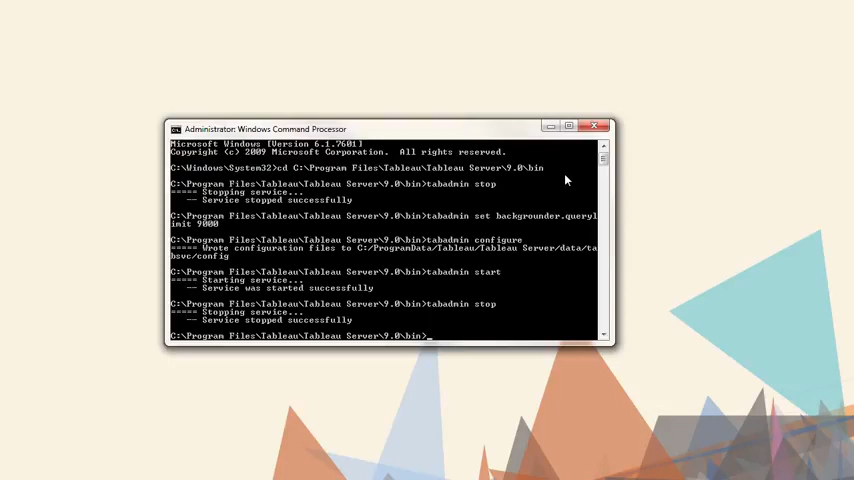 Administrator: Windows Command Processor
Microsoft Windows [Version 6.1.7601]
Copyright (c) 2009 Microsoft Corporation.  All rights reserved.
C:\Windows\System32>cd C:\Program Files\Tableau\Tableau Server\9.0\bin
C:\Program Files\Tableau\Tableau Server\9.0\bin>tabadmin stop
===== Stopping service...
-- Service stopped successfully
C:\Program Files\Tableau\Tableau Server\9.0\bin>tabadmin set backgrounder.queryl
imit 9000
C:\Program Files\Tableau\Tableau Server\9.0\bin>tabadmin configure
===== Wrote configuration files to C:/ProgramData/Tableau/Tableau Server/data/ta
bsvc/config
C:\Program Files\Tableau\Tableau Server\9.0\bin>tabadmin start
===== Starting service...
-- Service was started successfully
C:\Program Files\Tableau\Tableau Server\9.0\bin>tabadmin stop
===== Stopping service...
-- Service stopped successfully
C:\Program Files\Tableau\Tableau Server\9.0\bin>_